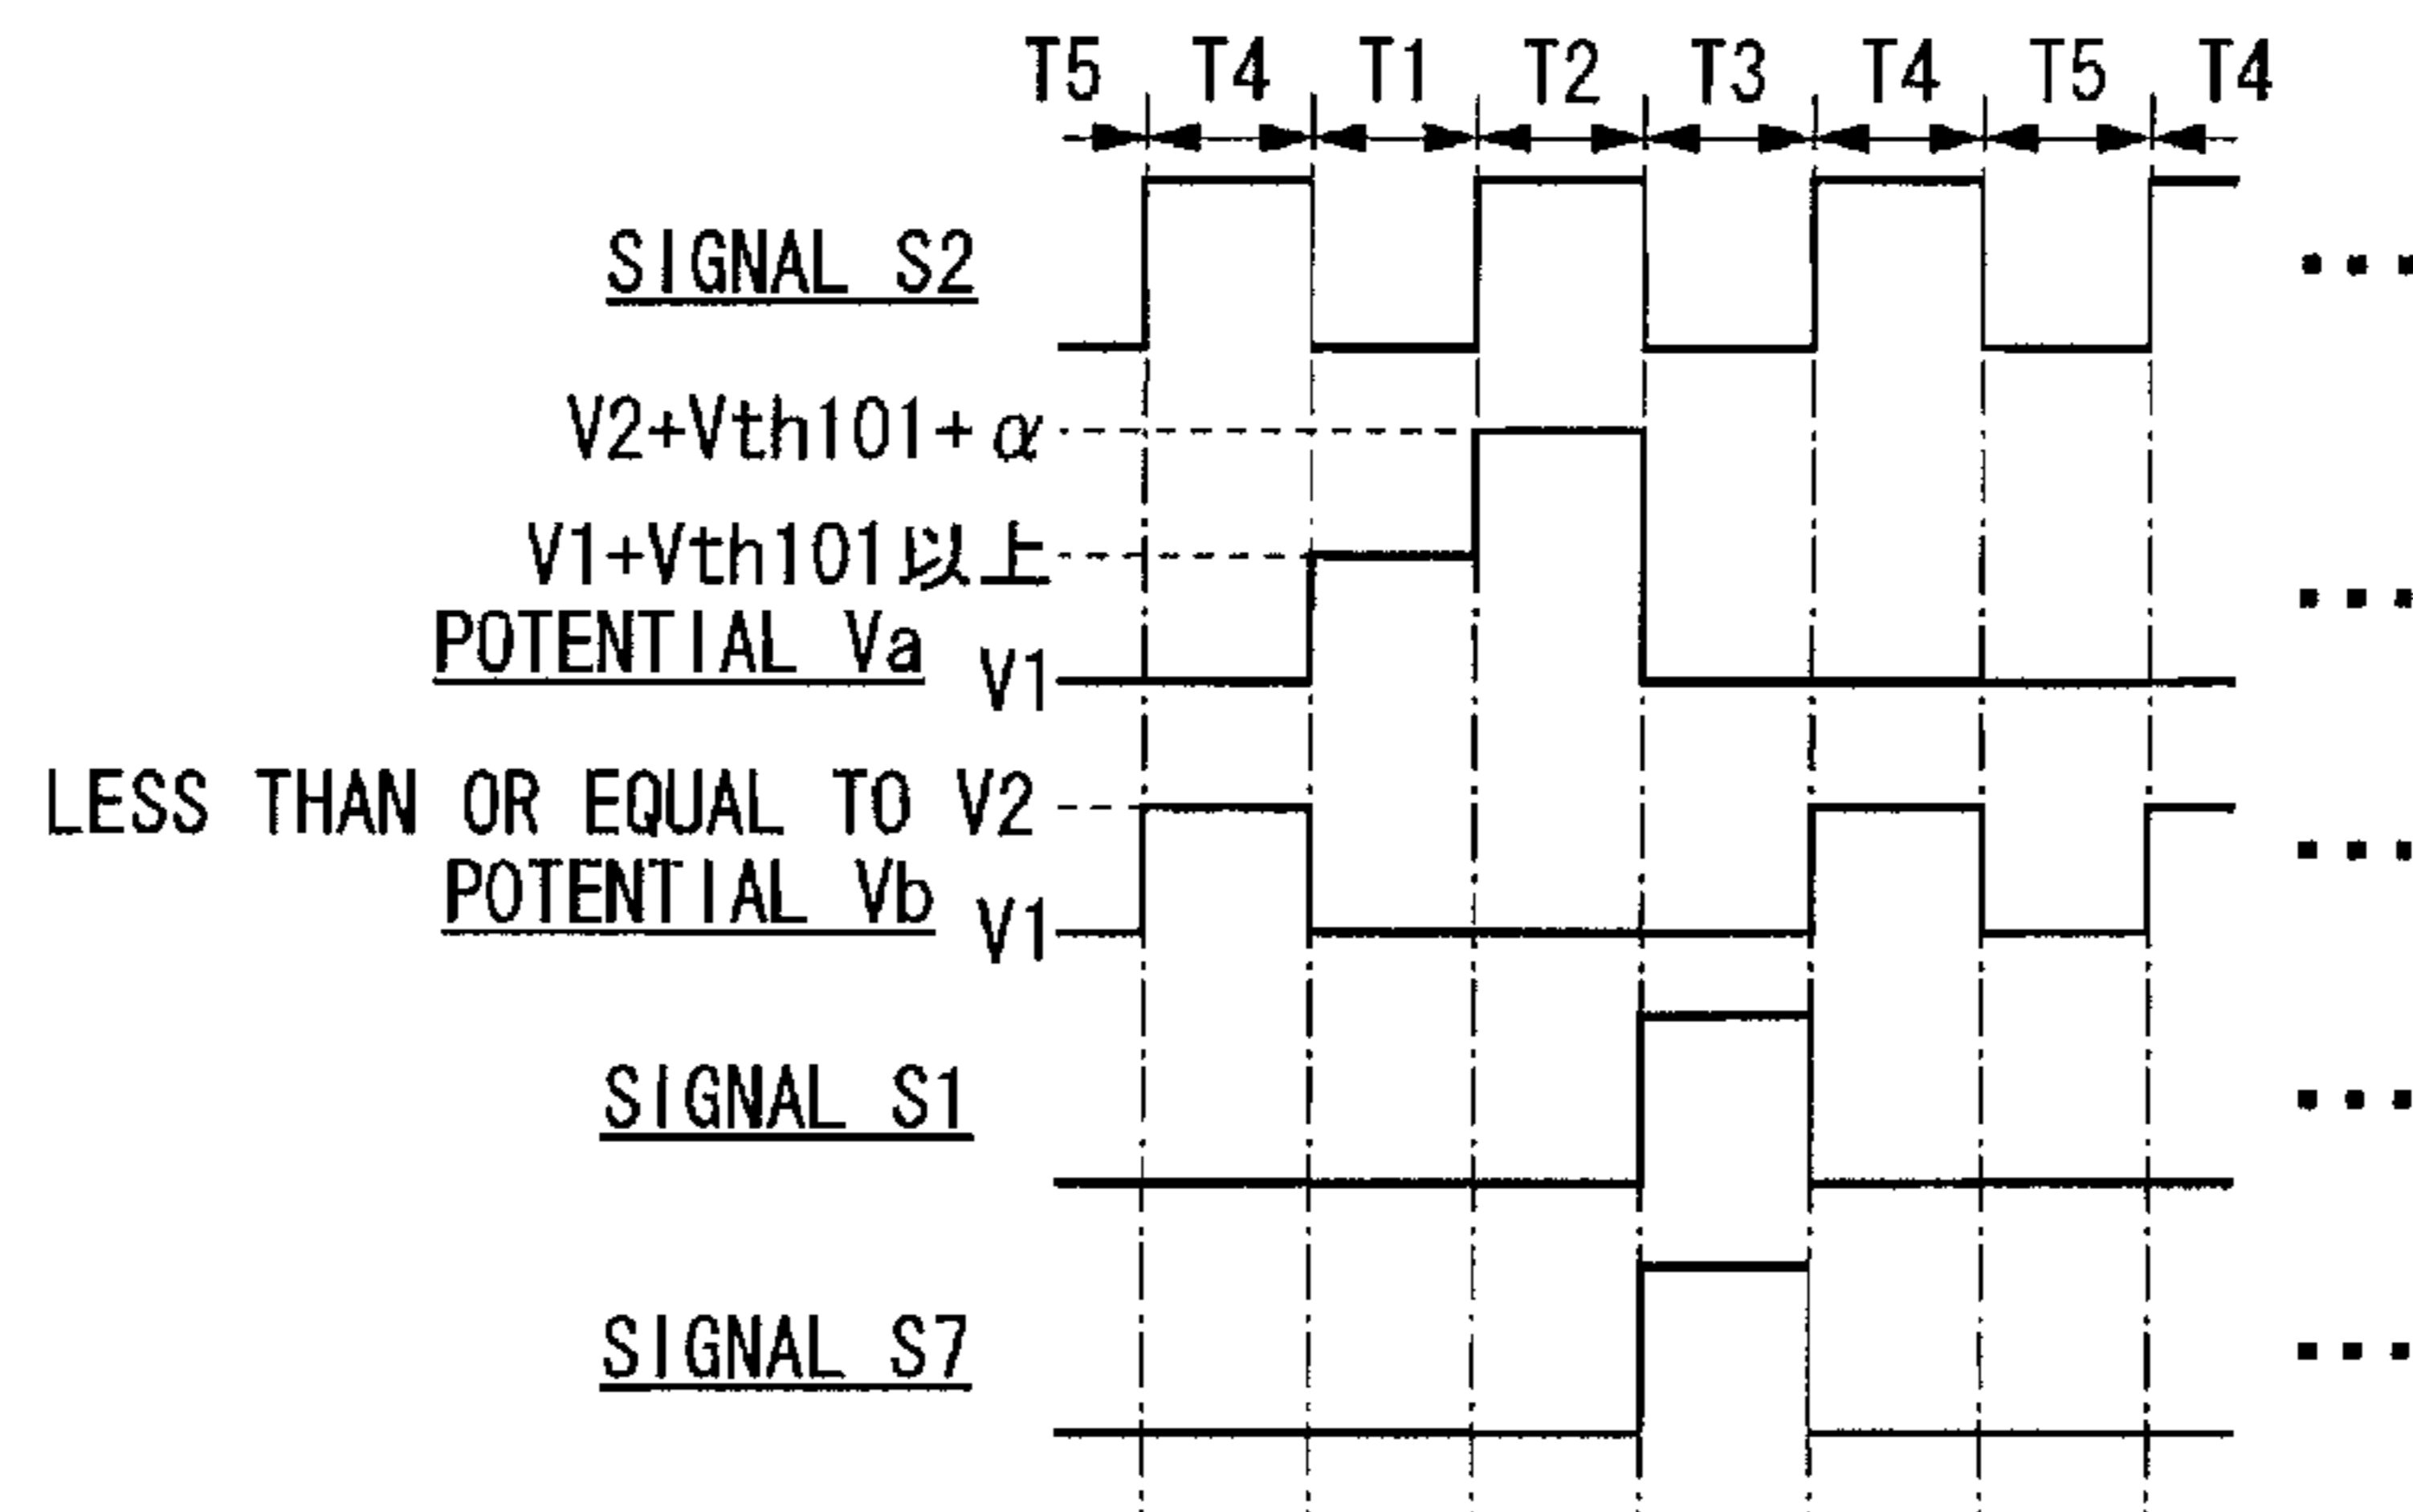 T5 T4 T1 T2 T3 T4 T5 T4
SIGNAL S2
V2+Vth101+α
V1+Vth101以上
POTENTIAL Va
V1
LESS THAN OR EQUAL TO V2
POTENTIAL Vb
V1
SIGNAL S1
SIGNAL S7